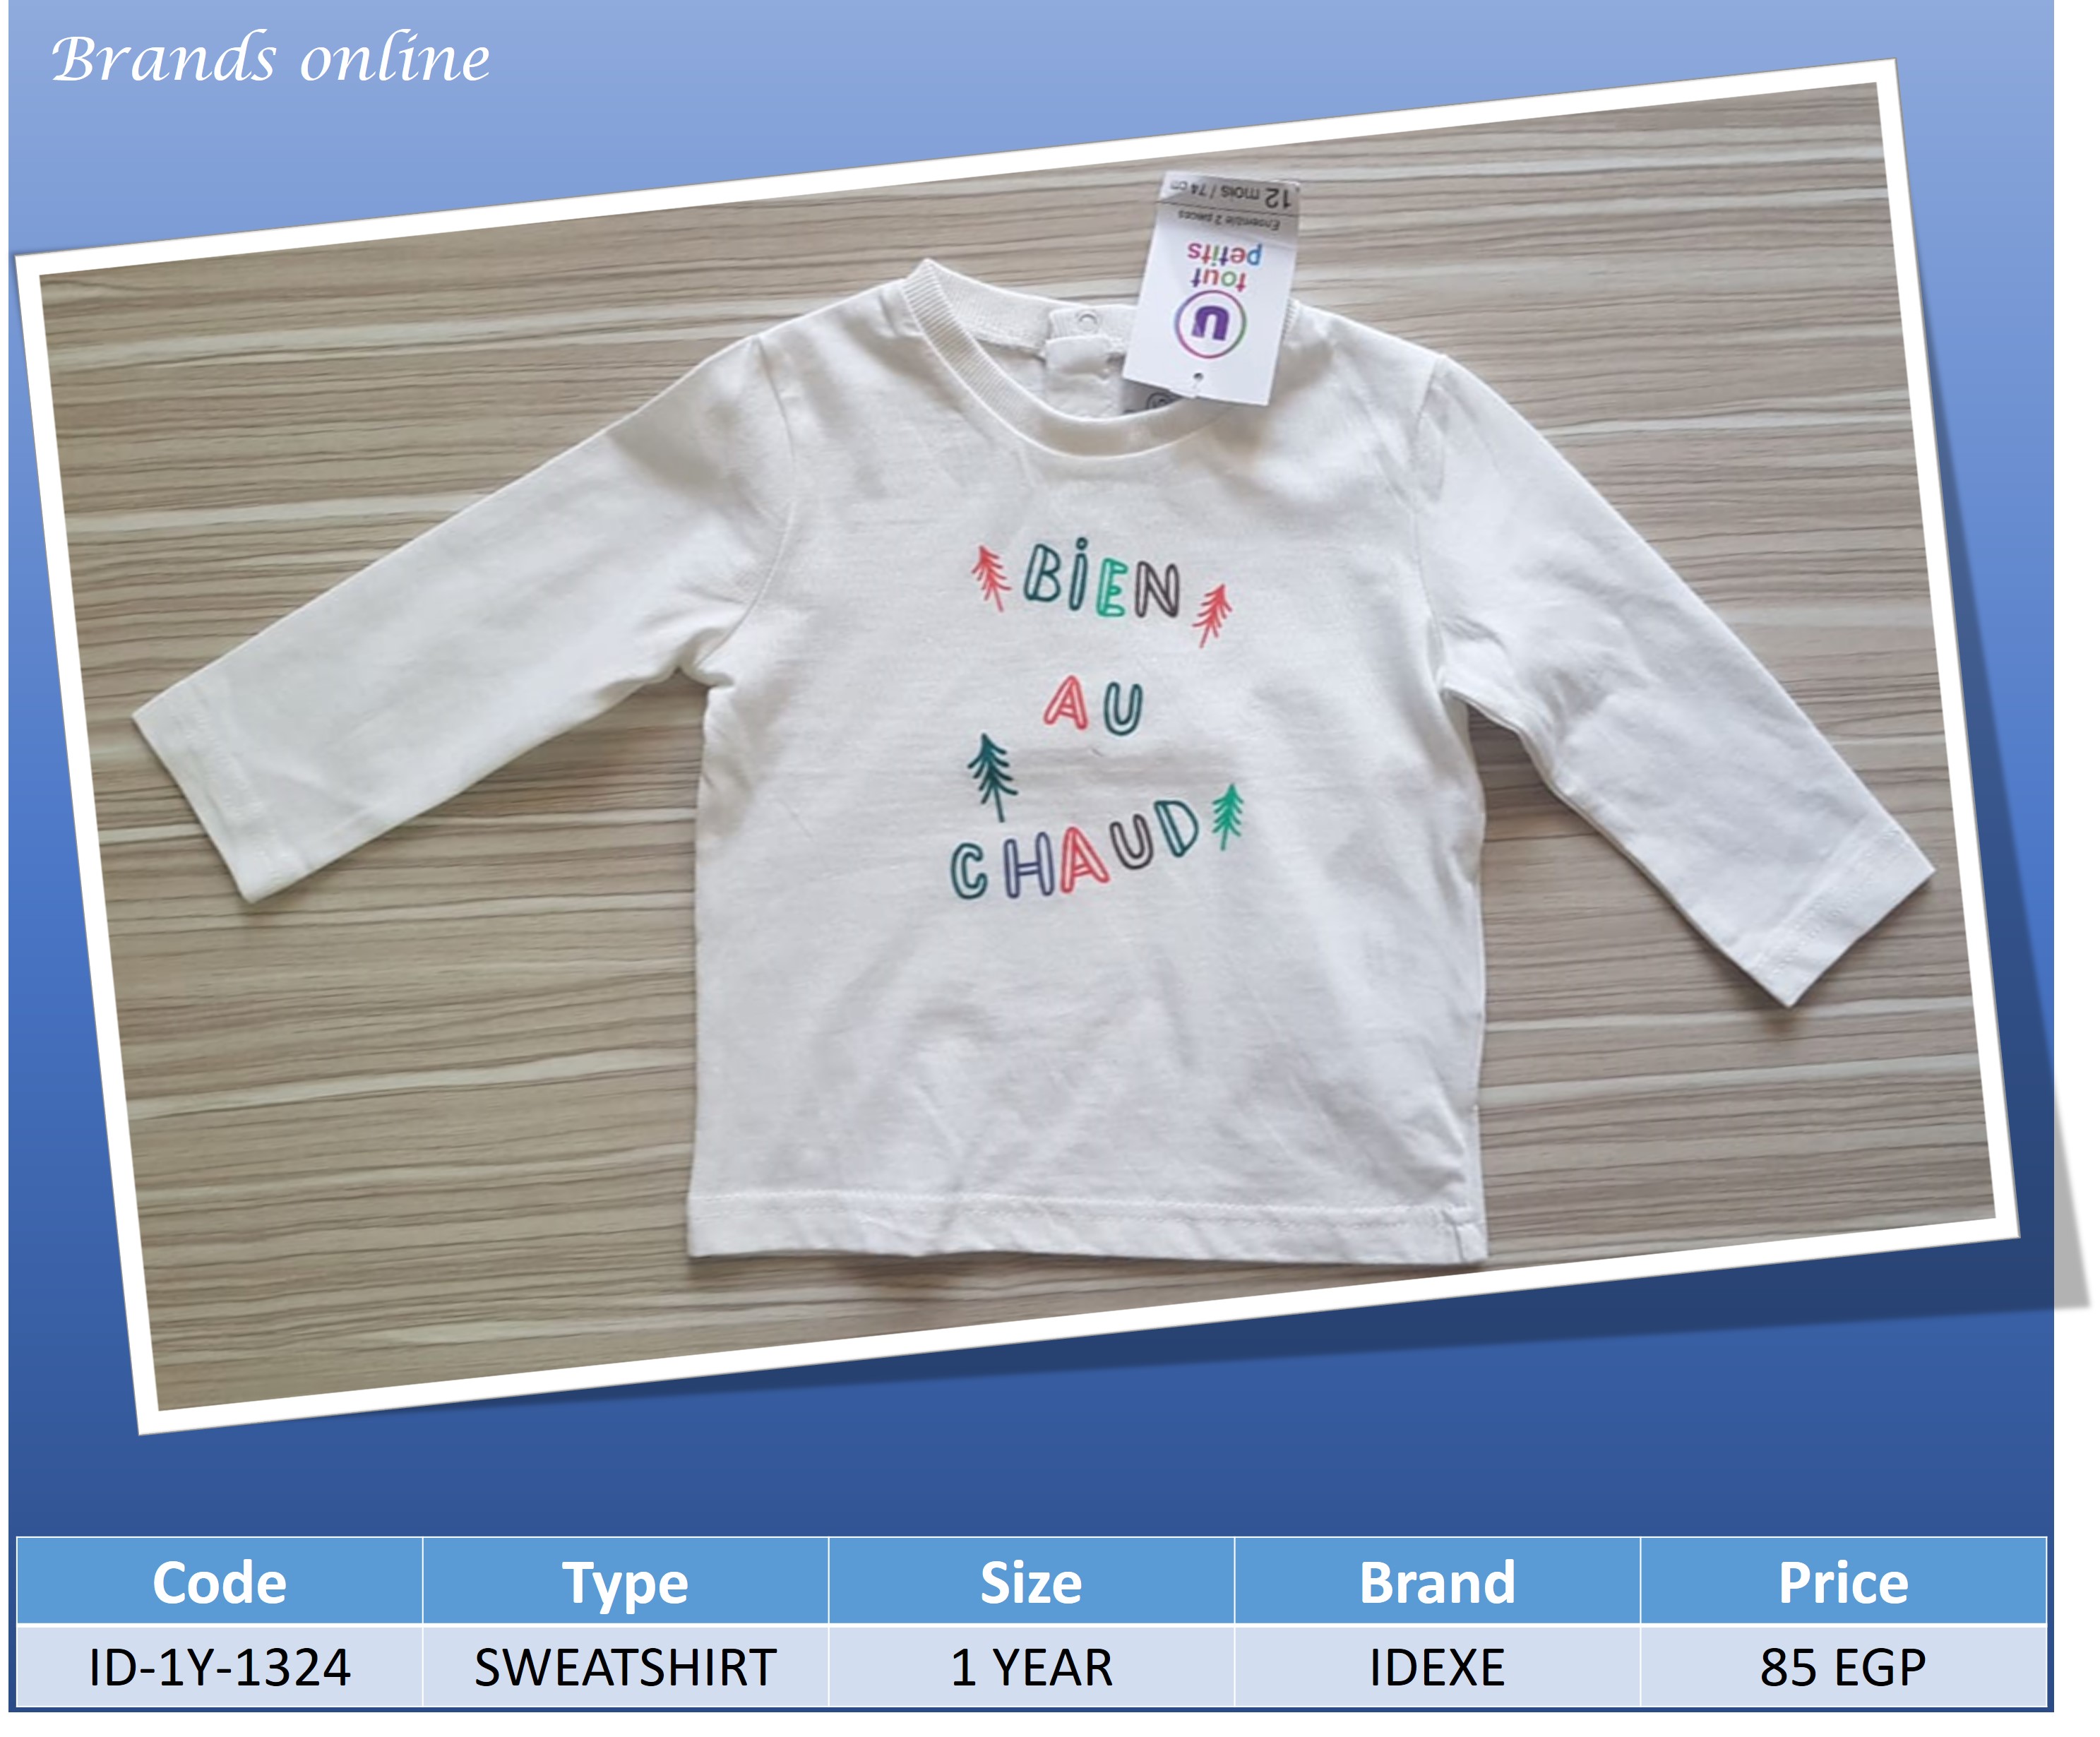 Brands online
12 mois / 74 cm
Ensemble 2 pièces
tout
petits
U
BiEN
AU
CHAUD
Code Type Size Brand Price
ID-1Y-1324 SWEATSHIRT 1 YEAR IDEXE 85 EGP